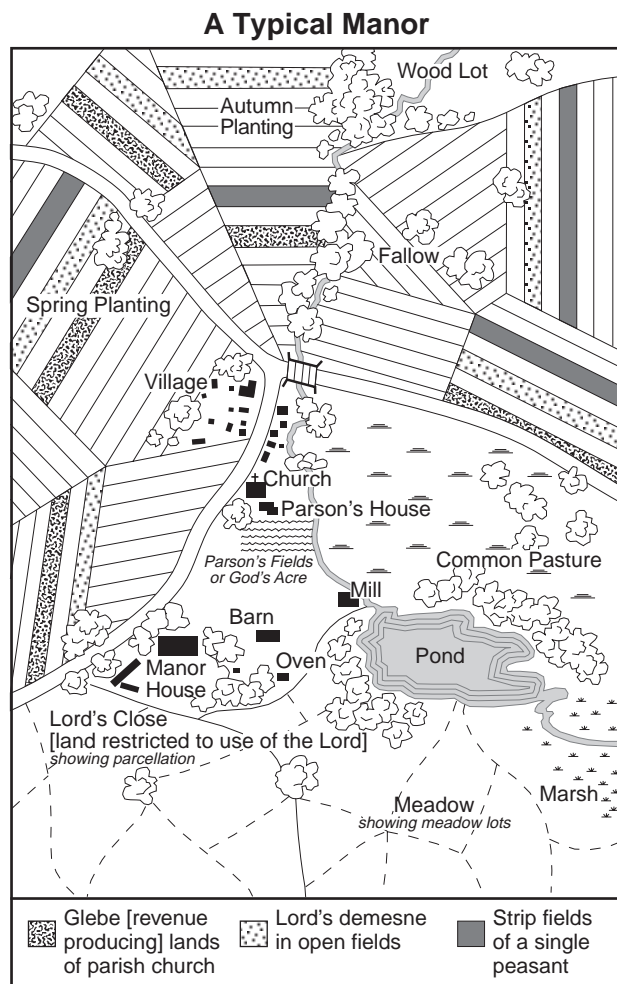 A Typical Manor
Wood Lot
Autumn
Planting
Fallow
Spring Planting
Village
Church
Parson's House
Parson's Fields
or God's Acre
Common Pasture
Mill
Barn
Manor
House
Oven
Pond
Lord's Close
[land restricted to use of the Lord]
showing parcellation
Meadow
showing meadow lots
Marsh
Glebe [revenue
producing] lands
of parish church
Lord's demesne
in open fields
Strip fields
of a single
peasant